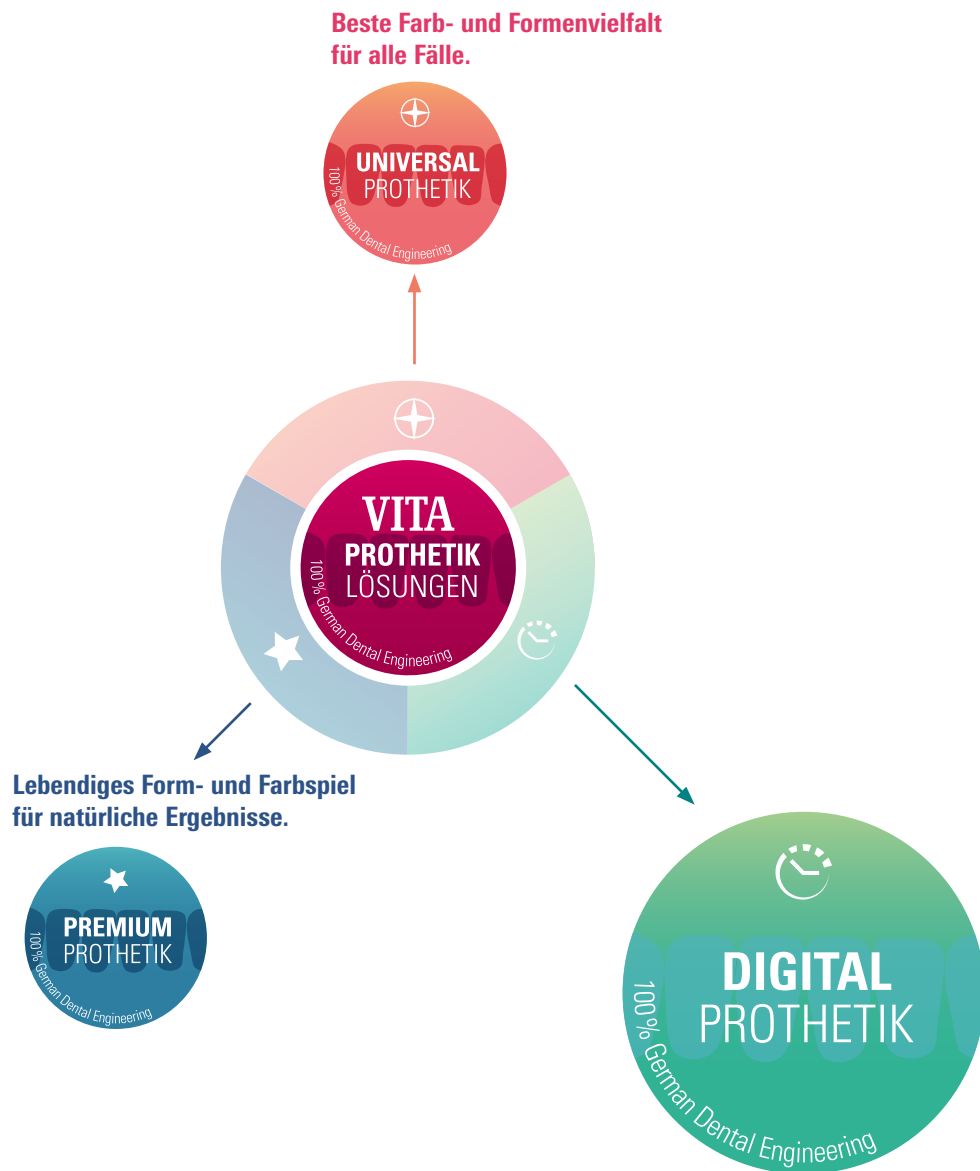 Beste Farb- und Formenvielfalt
für alle Fälle.
UNIVERSAL
PROTHETIK
100% German Dental Engineering
VITA
PROTHETIK
LÖSUNGEN
100% German Dental Engineering
Lebendiges Form- und Farbspiel
für natürliche Ergebnisse.
PREMIUM
PROTHETIK
100% German Dental Engineering
DIGITAL
PROTHETIK
100% German Dental Engineering